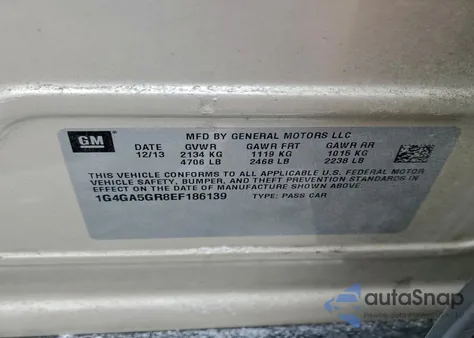 GM
MFD BY GENERAL MOTORS LLC
DATE GVWR GAWR FRT GAWR RR
12/13 2134 KG 1119 KG 1015 KG
4706 LB 2468 LB 2238 LB
THIS VEHICLE CONFORMS TO ALL APPLICABLE U.S. FEDERAL MOTOR
VEHICLE SAFETY, BUMPER, AND THEFT PREVENTION STANDARDS IN
EFFECT ON THE DATE OF MANUFACTURE SHOWN ABOVE
1G4GA5GR8EF186139 TYPE: PASS CAR
autoSnap